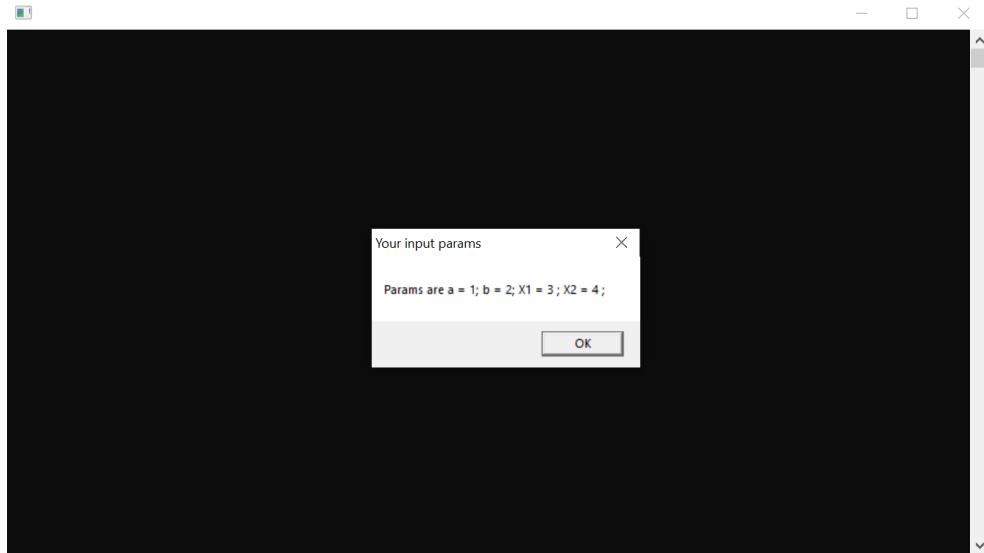 Your input params
Params are a = 1; b = 2; X1 = 3 ; X2 = 4 ;
OK